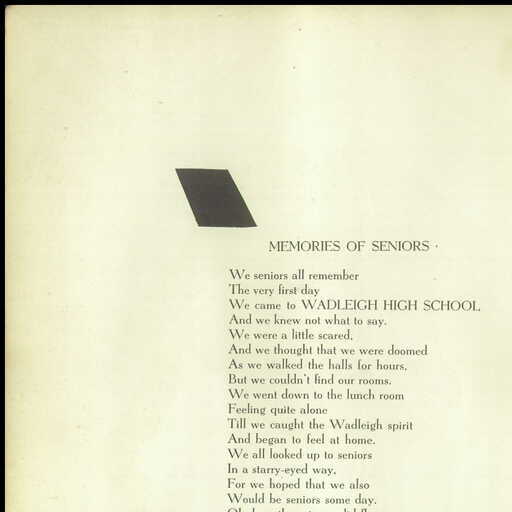 MEMORIES OF SENIORS ·
We seniors all remember
The very first day
We came to WADLEIGH HIGH SCHOOL
And we knew not what to say.
We were a little scared,
And we thought that we were doomed
As we walked the halls for hours,
But we couldn't find our rooms.
We went down to the lunch room
Feeling quite alone
Till we caught the Wadleigh spirit
And began to feel at home.
We all looked up to seniors
In a starry-eyed way,
For we hoped that we also
Would be seniors some day.